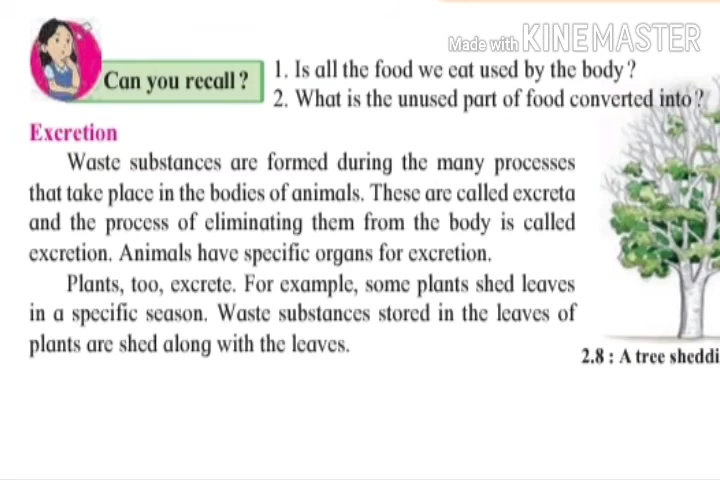 Made with KINEMASTER
Can you recall ?
1. Is all the food we eat used by the body ?
2. What is the unused part of food converted into ?
Excretion
Waste substances are formed during the many processes
that take place in the bodies of animals. These are called excreta
and the process of eliminating them from the body is called
excretion. Animals have specific organs for excretion.
Plants, too, excrete. For example, some plants shed leaves
in a specific season. Waste substances stored in the leaves of
plants are shed along with the leaves.
2.8 : A tree sheddi